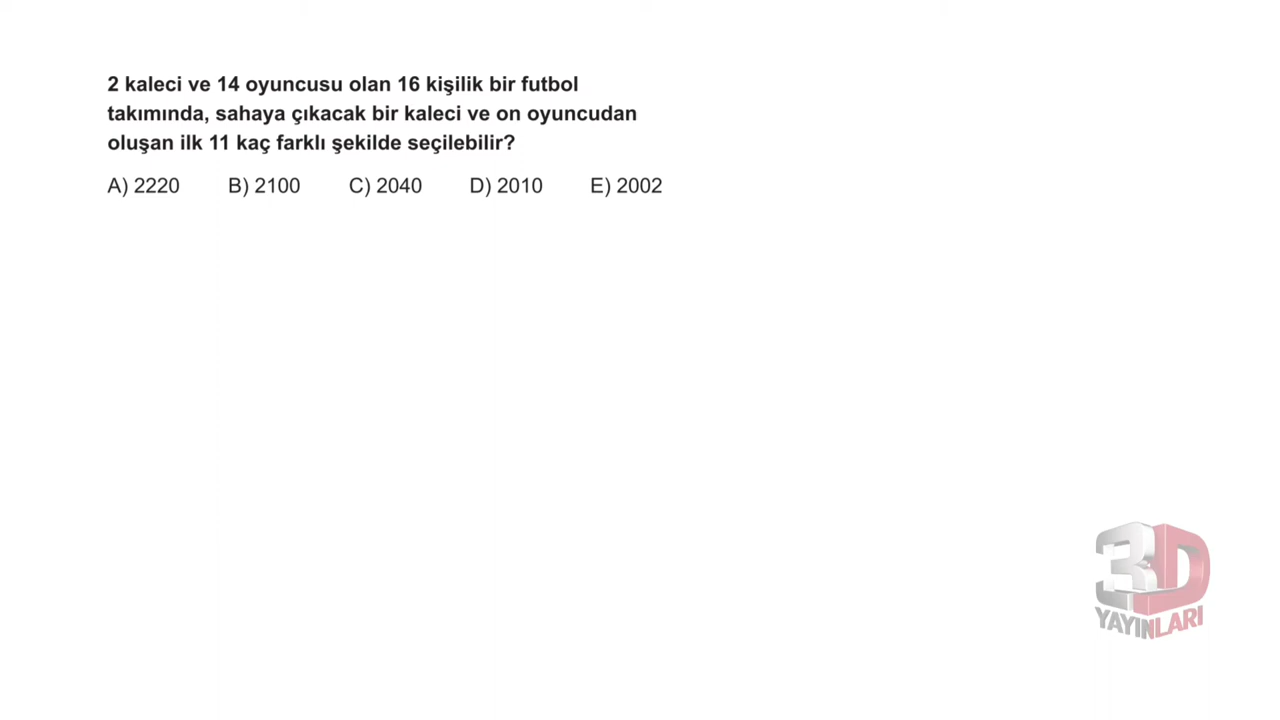 2 kaleci ve 14 oyuncusu olan 16 kişilik bir futbol
takımında, sahaya çıkacak bir kaleci ve on oyuncudan
oluşan ilk 11 kaç farklı şekilde seçilebilir?
A) 2220 B) 2100 C) 2040 D) 2010 E) 2002
3D
YAYINLARI